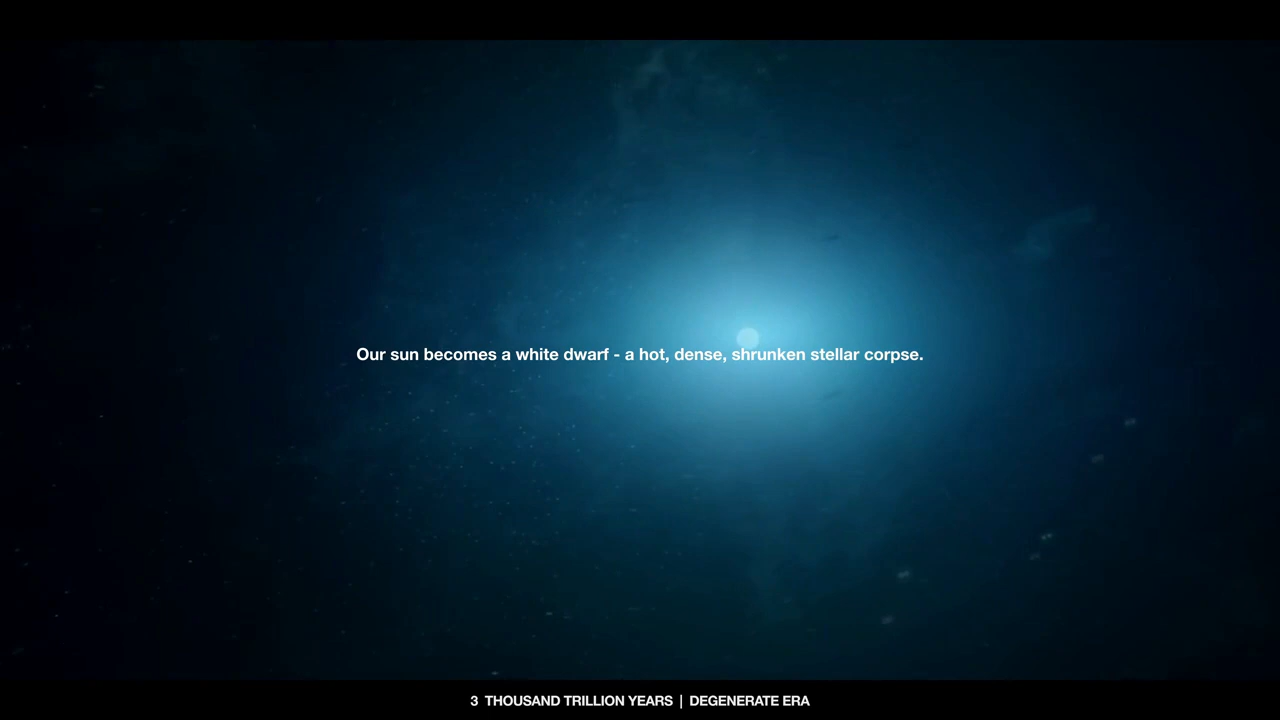 Our sun becomes a white dwarf - a hot, dense, shrunken stellar corpse.
3 THOUSAND TRILLION YEARS | DEGENERATE ERA